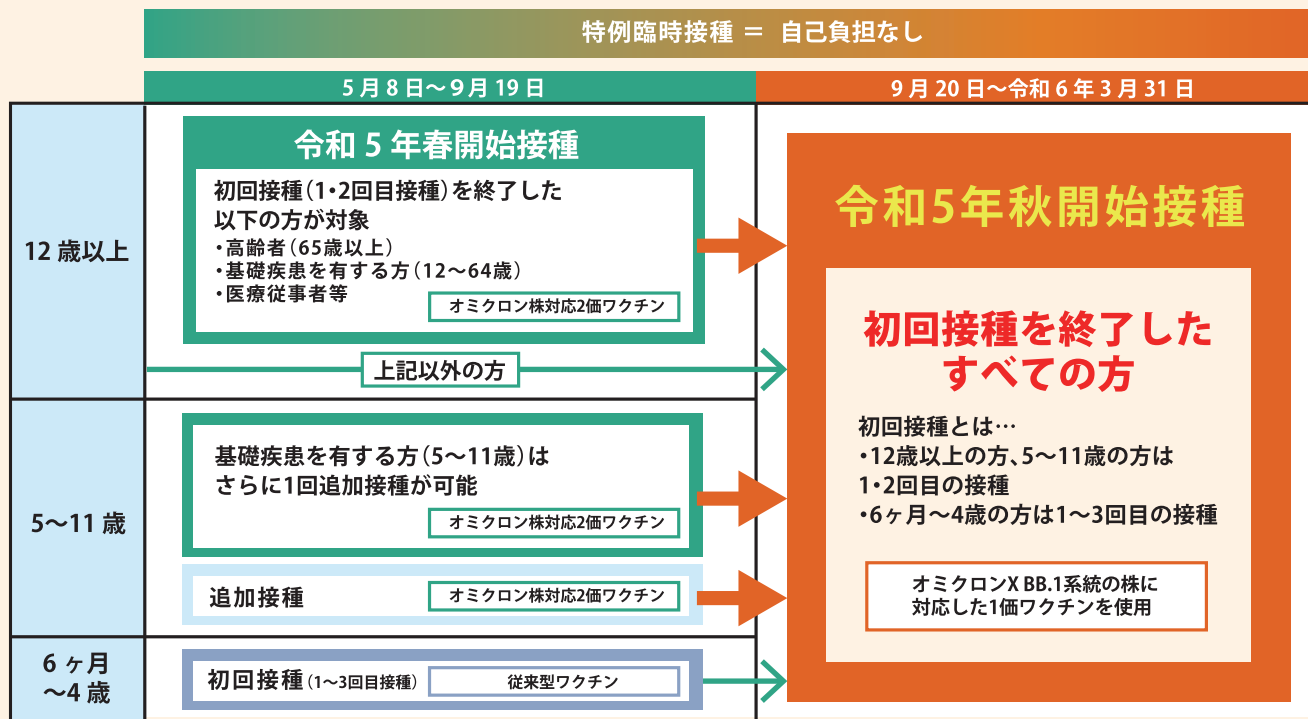 特例臨時接種 ＝ 自己負担なし
5月8日～9月19日
9月20日～令和6年3月31日
12歳以上
令和5年春開始接種
初回接種（1・2回目接種）を終了した
以下の方が対象
・高齢者（65歳以上）
・基礎疾患を有する方（12～64歳）
・医療従事者等
オミクロン株対応2価ワクチン
上記以外の方
5～11歳
基礎疾患を有する方（5～11歳）は
さらに1回追加接種が可能
オミクロン株対応2価ワクチン
追加接種
オミクロン株対応2価ワクチン
6ヶ月
～4歳
初回接種（1～3回目接種）
従来型ワクチン
令和5年秋開始接種
初回接種を終了した
すべての方
初回接種とは…
・12歳以上の方、5～11歳の方は
1・2回目の接種
・6ヶ月～4歳の方は1～3回目の接種
オミクロンX BB.1系統の株に
対応した1価ワクチンを使用